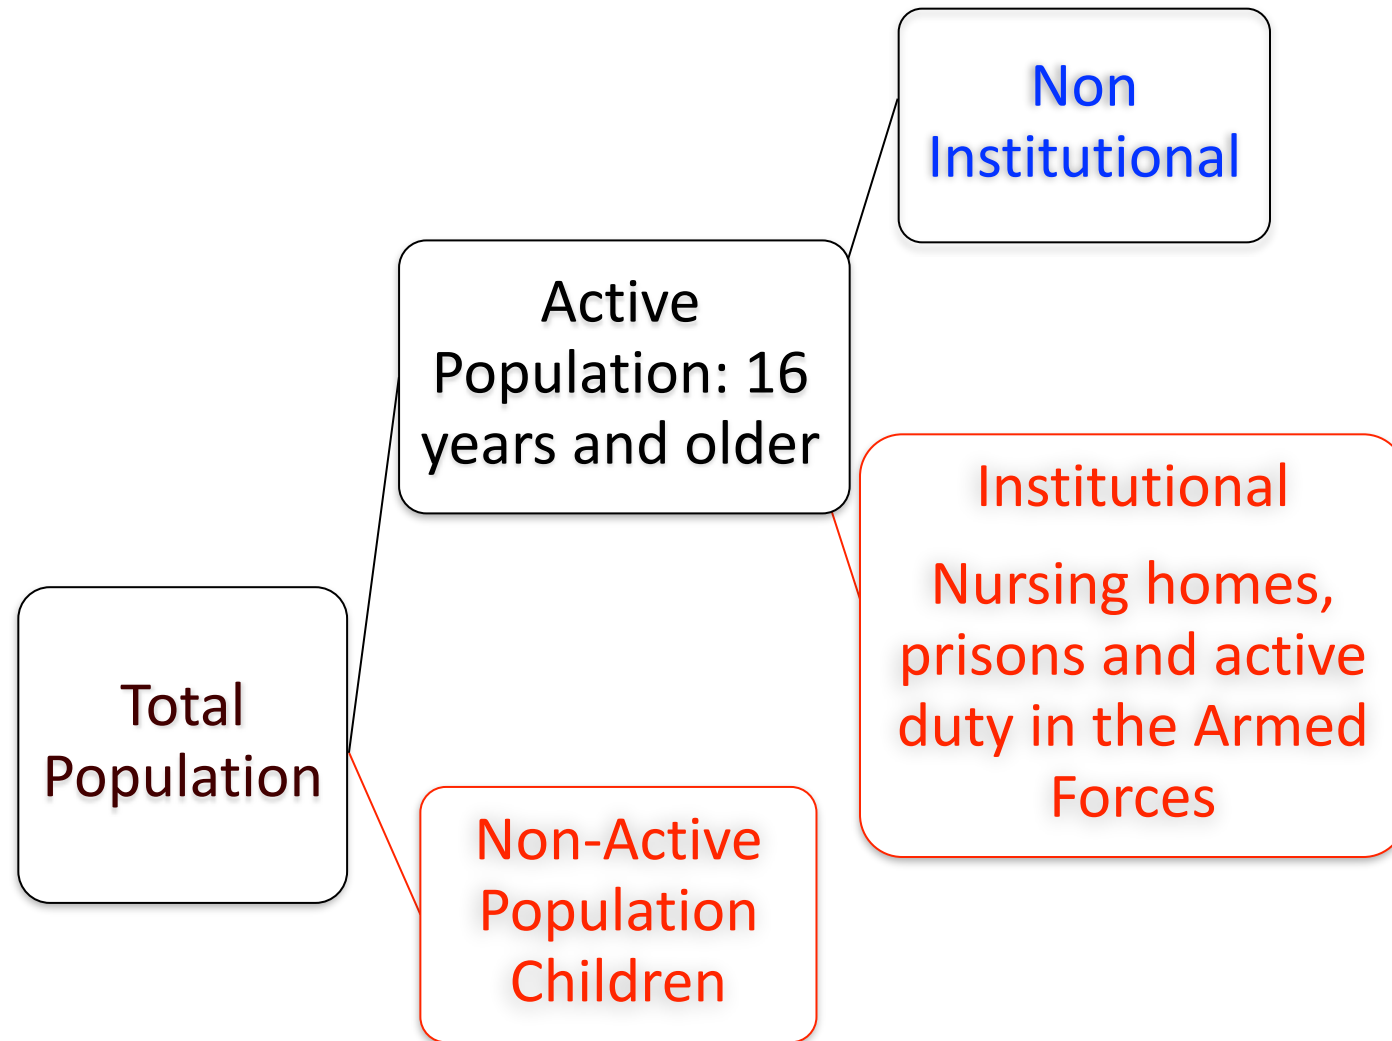 Non
Institutional
Active
Population: 16
years and older
Institutional
Nursing homes,
prisons and active
duty in the Armed
Forces
Total
Population
Non-Active
Population
Children